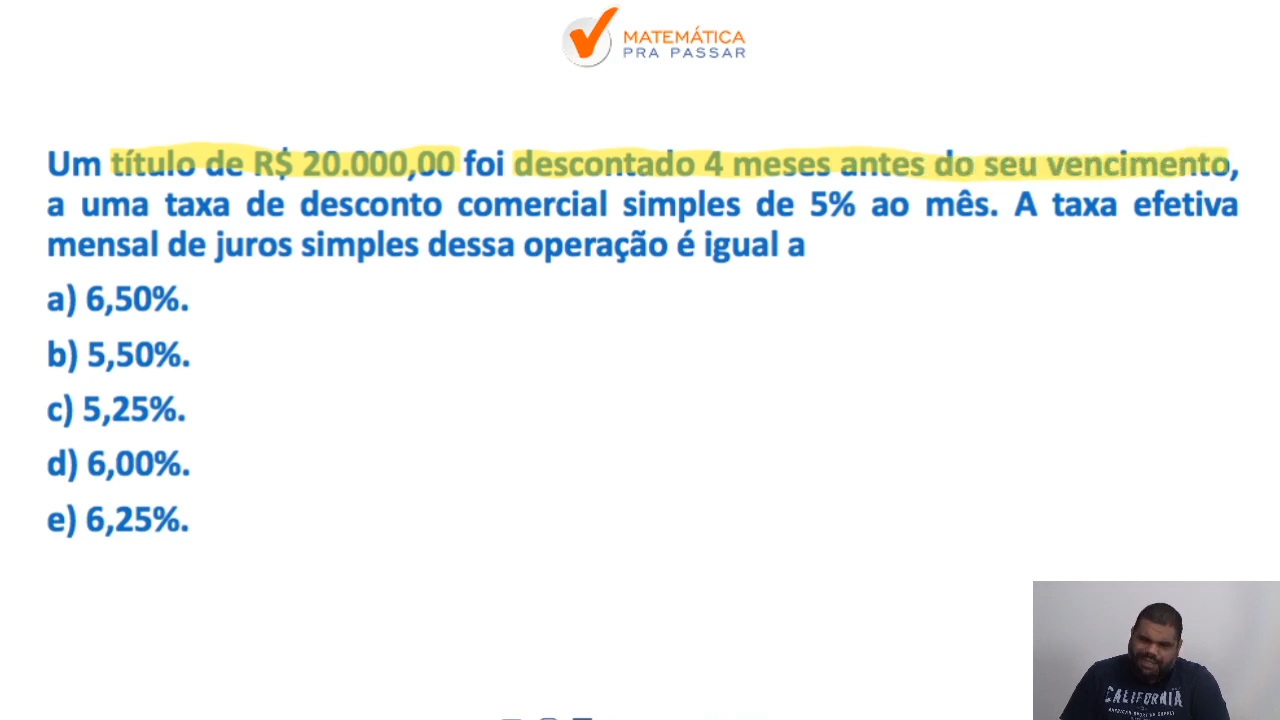 MATEMÁTICA
PRA PASSAR
Um título de R$ 20.000,00 foi descontado 4 meses antes do seu vencimento,
a uma taxa de desconto comercial simples de 5% ao mês. A taxa efetiva
mensal de juros simples dessa operação é igual a
a) 6,50%.
b) 5,50%.
c) 5,25%.
d) 6,00%.
e) 6,25%.
CALIFORNIA